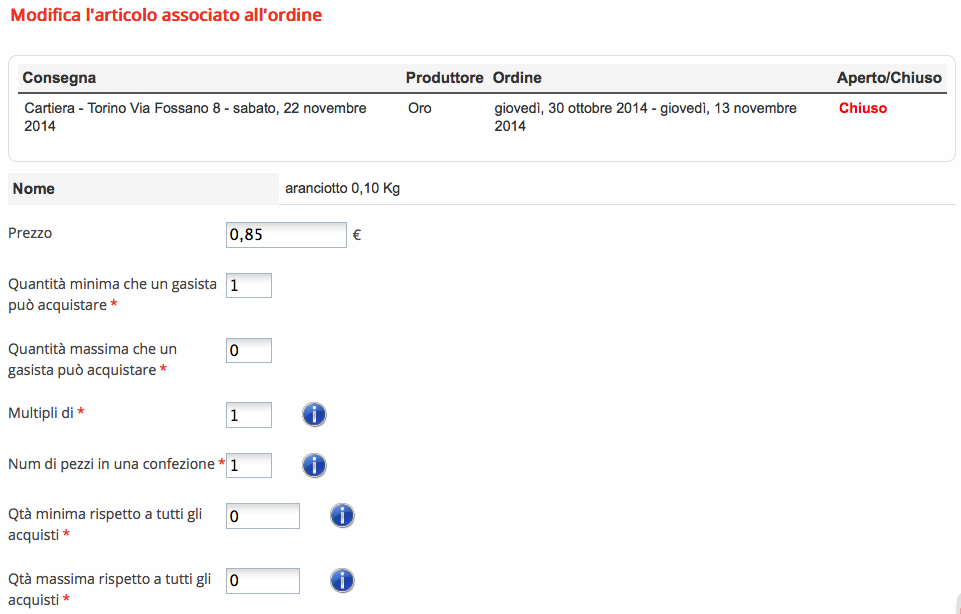 Modifica l'articolo associato all'ordine
Consegna Produttore Ordine Aperto/Chiuso
Cartiera - Torino Via Fossano 8 - sabato, 22 novembre 2014 Oro giovedì, 30 ottobre 2014 - giovedì, 13 novembre 2014 Chiuso
Nome aranciotto 0,10 Kg
Prezzo 0,85 €
Quantità minima che un gasista
può acquistare * 1
Quantità massima che un
gasista può acquistare * 0
Multipli di * 1
Num di pezzi in una confezione * 1
Qtà minima rispetto a tutti gli
acquisti * 0
Qtà massima rispetto a tutti gli
acquisti * 0